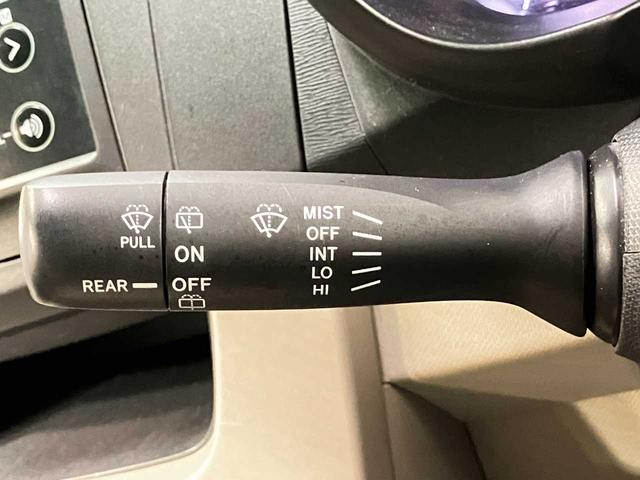 PULL
REAR
ON
OFF
MIST
OFF
INT
LO
HI